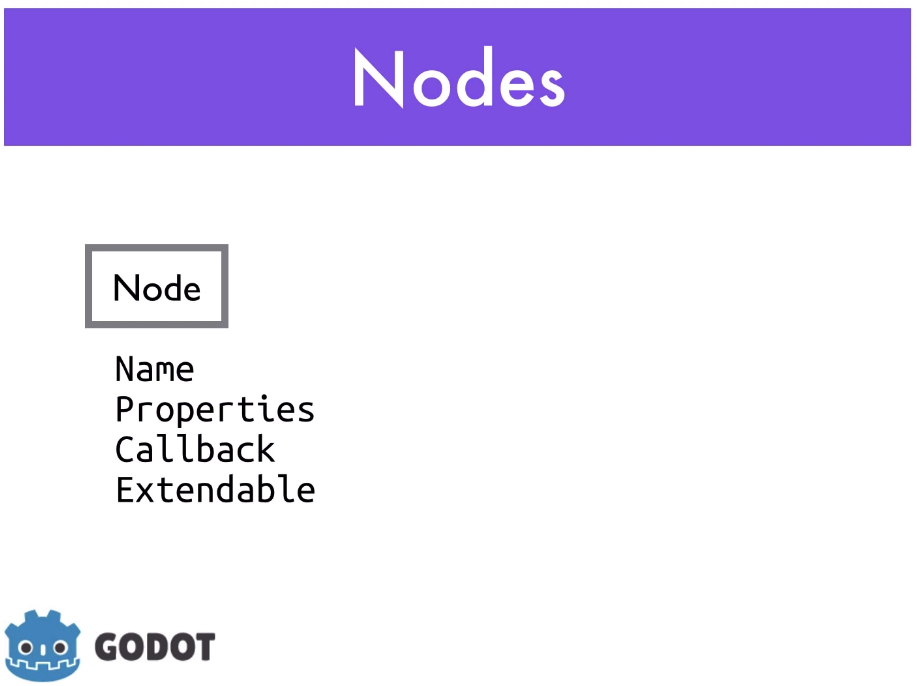 Nodes
Node
Name
Properties
Callback
Extendable
GODOT